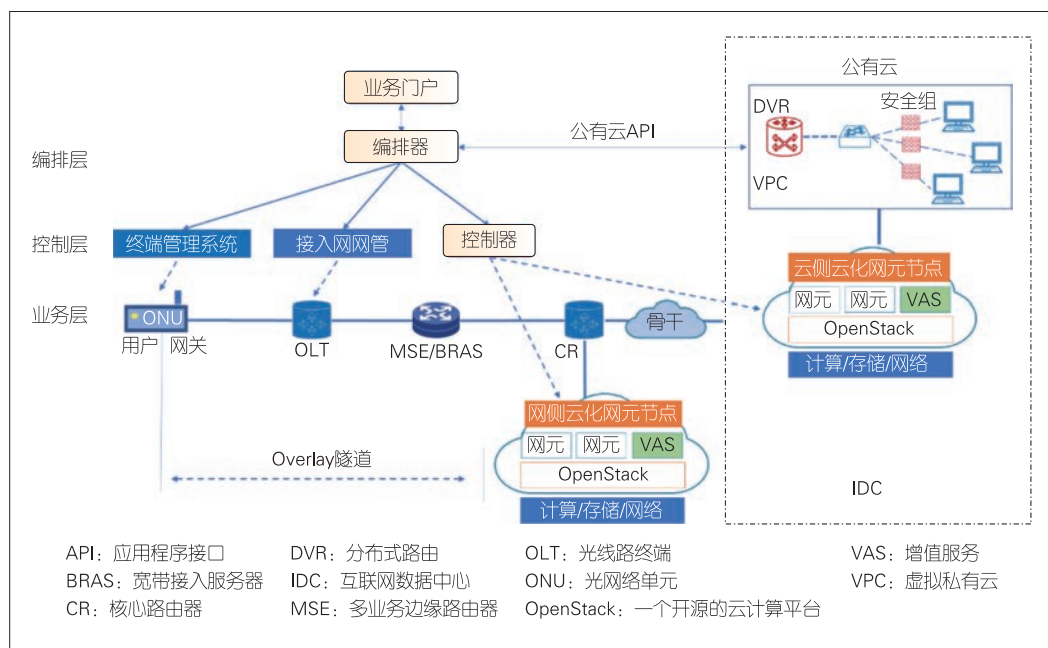 公有云
业务门户
DVR
安全组
公有云API
编排器
编排层
VPC
控制层
终端管理系统
接入网网管
控制器
云侧云化网元节点
业务层
ONU
网元 网元 VAS
骨干
OpenStack
用户 网关
OLT
MSE/BRAS
CR
计算/存储/网络
网侧云化网元节点
网元 网元 VAS
Overlay隧道
OpenStack
IDC
计算/存储/网络
API：应用程序接口 DVR：分布式路由 OLT：光线路终端 VAS：增值服务
BRAS：宽带接入服务器 IDC：互联网数据中心 ONU：光网络单元 VPC：虚拟私有云
CR：核心路由器 MSE：多业务边缘路由器 OpenStack：一个开源的云计算平台